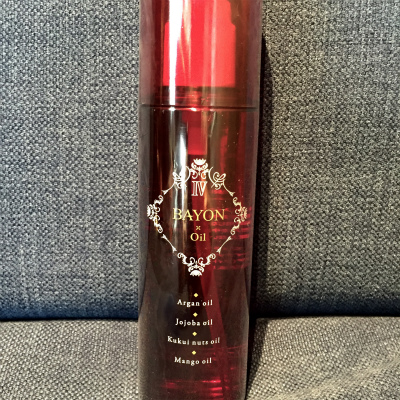 IV
BAYON
×
Oil
Argan oil
Jojoba oil
Kukui nuts oil
Mango oil